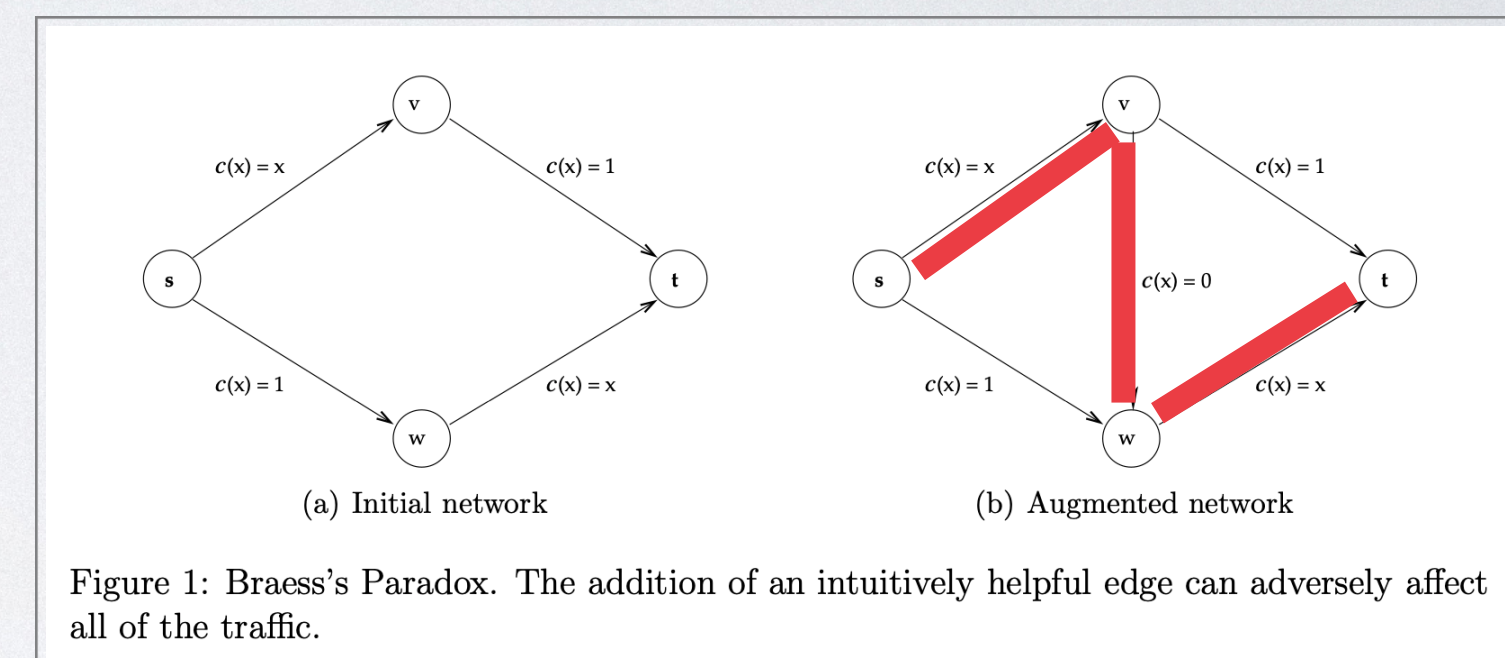 v
v
c(x) = x
c(x) = 1
c(x) = x
c(x) = 1
s
t
s
c(x) = 0
t
c(x) = 1
c(x) = x
c(x) = 1
c(x) = x
w
w
(a) Initial network
(b) Augmented network
Figure 1: Braess's Paradox. The addition of an intuitively helpful edge can adversely affect
all of the traffic.